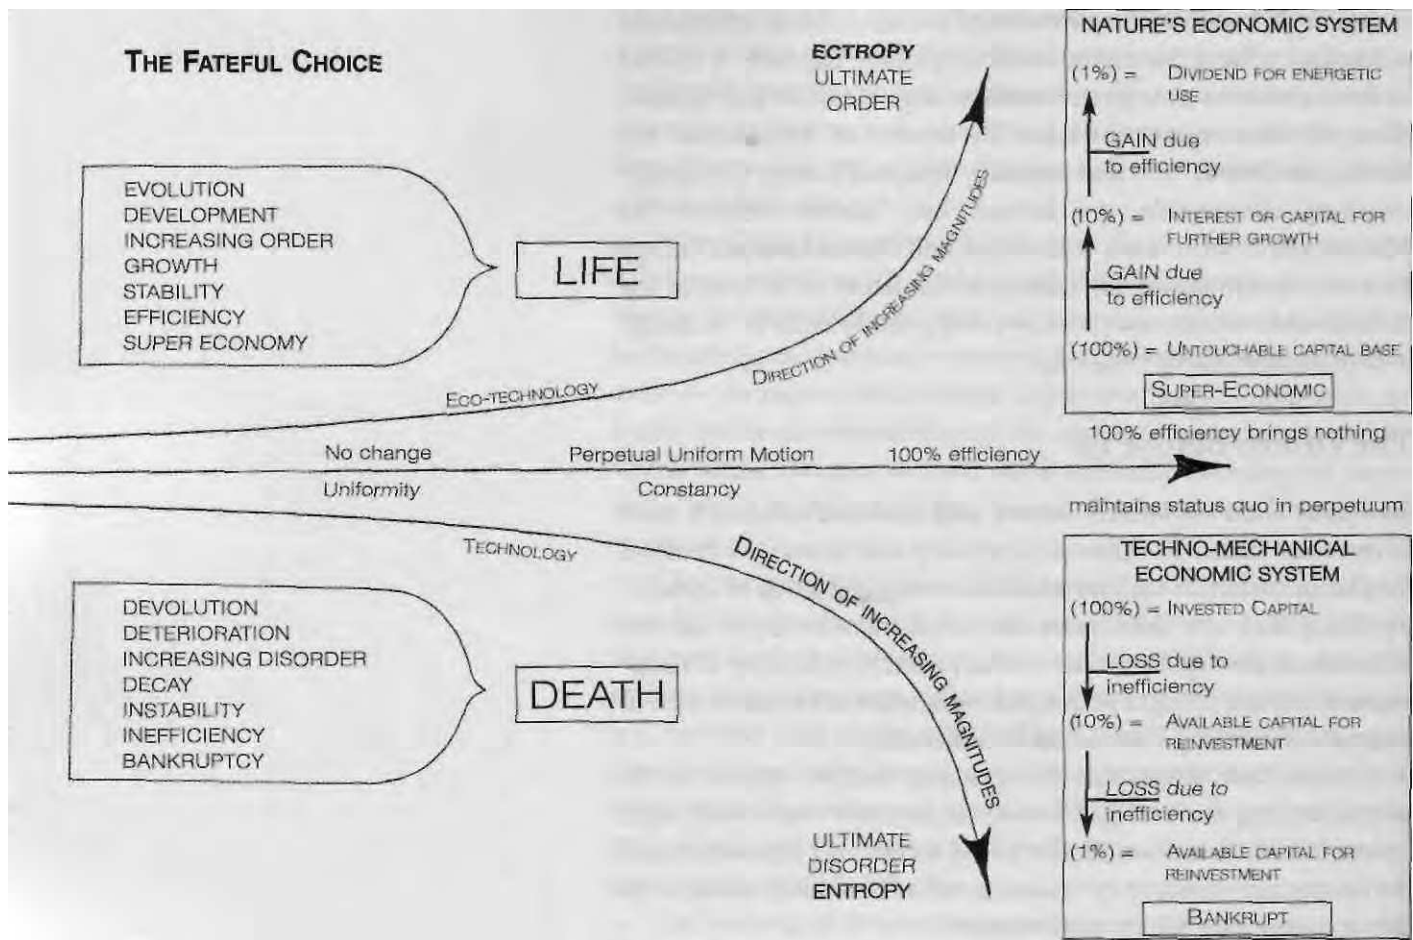 THE FATEFUL CHOICE
ECTROPY
ULTIMATE
ORDER
EVOLUTION
DEVELOPMENT
INCREASING ORDER
GROWTH
STABILITY
EFFICIENCY
SUPER ECONOMY
LIFE
ECO-TECHNOLOGY
DIRECTION OF INCREASING MAGNITUDES
No change
Perpetual Uniform Motion
100% efficiency
Uniformity
Constancy
TECHNOLOGY
DIRECTION OF INCREASING MAGNITUDES
DEVOLUTION
DETERIORATION
INCREASING DISORDER
DECAY
INSTABILITY
INEFFICIENCY
BANKRUPTCY
DEATH
ULTIMATE
DISORDER
ENTROPY
NATURE'S ECONOMIC SYSTEM
(1%) = DIVIDEND FOR ENERGETIC
USE
GAIN due
to efficiency
(10%) = INTEREST OR CAPITAL FOR
FURTHER GROWTH
GAIN due
to efficiency
(100%) = UNTOUCHABLE CAPITAL BASE
SUPER-ECONOMIC
100% efficiency brings nothing
maintains status quo in perpetuum
TECHNO-MECHANICAL
ECONOMIC SYSTEM
(100%) = INVESTED CAPITAL
LOSS due to
inefficiency
(10%) = AVAILABLE CAPITAL FOR
REINVESTMENT
LOSS due to
inefficiency
(1%) = AVAILABLE CAPITAL FOR
REINVESTMENT
BANKRUPT